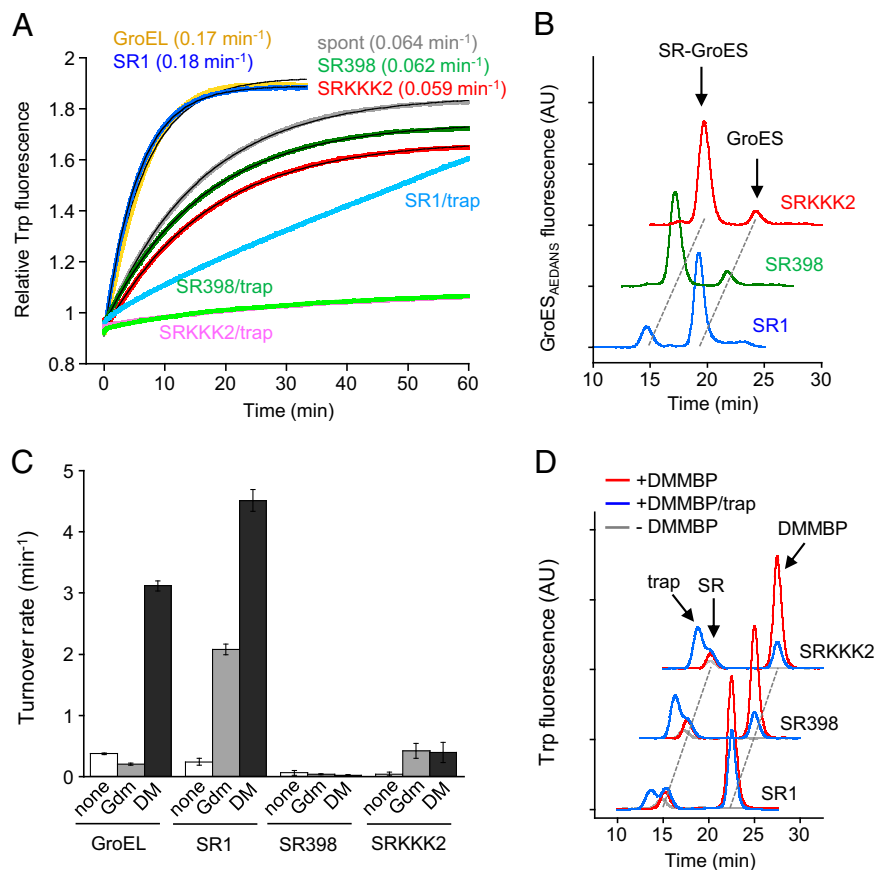 A
GroEL (0.17 min⁻¹)
SR1 (0.18 min⁻¹)
spont (0.064 min⁻¹)
SR398 (0.062 min⁻¹)
SRKKK2 (0.059 min⁻¹)
SR1/trap
SR398/trap
SRKKK2/trap
Relative Trp fluorescence
2
1.8
1.6
1.4
1.2
1
0.8
0 10 20 30 40 50 60
Time (min)
B
SR-GroES
GroES
SRKKK2
SR398
SR1
GroES_AEDANS fluorescence (AU)
10 15 20 25 30
Time (min)
C
Turnover rate (min⁻¹)
5
4
3
2
1
0
none Gdm DM none Gdm DM none Gdm DM none Gdm DM
GroEL SR1 SR398 SRKKK2
D
+DMMBP
+DMMBP/trap
- DMMBP
DMMBP
trap
SR
SRKKK2
SR398
SR1
Trp fluorescence (AU)
10 15 20 25 30
Time (min)